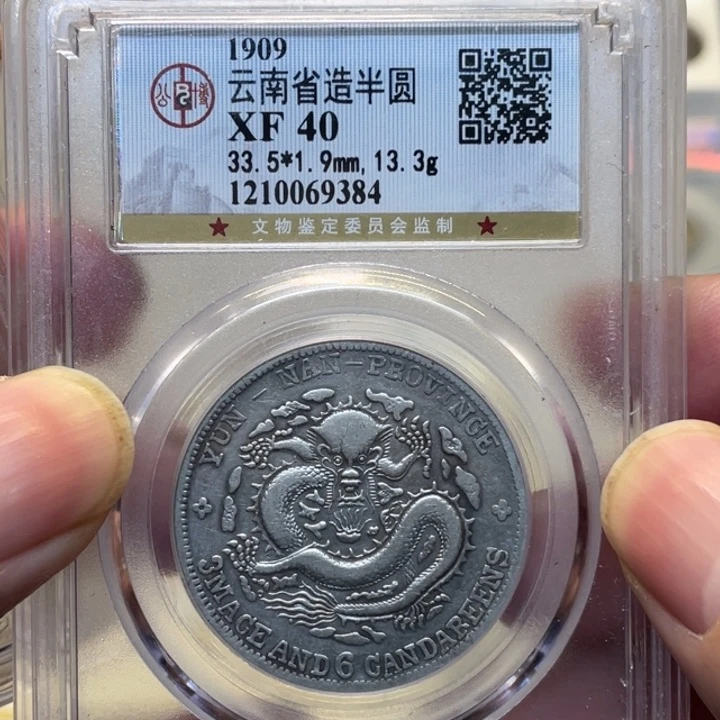 1909
云南省造半圆
XF 40
33.5*1.9mm,13.3g
1210069384
文物鉴定委员会监制
YUN-NAN-PROVINCE
3 MACE AND 6 CANDAREENS